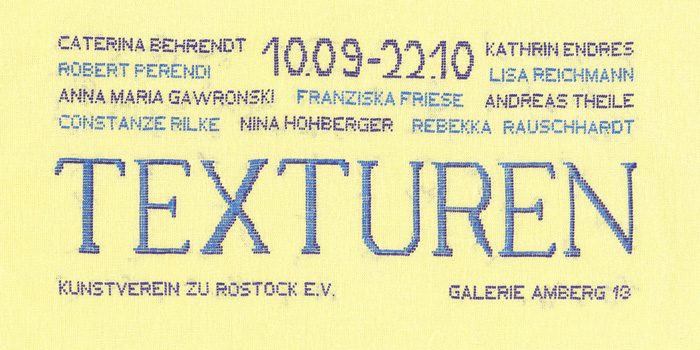 CATERINA BEHRENDT 10.09-22.10 KATHRIN ENDRES
ROBERT PERENDI LISA REICHMANN
ANNA MARIA GAWRONSKI FRANZISKA FRIESE ANDREAS THEILE
CONSTANZE RILKE NINA HOHBERGER REBEKKA RAUSCHHARDT
TEXTUREN
KUNSTVEREIN ZU ROSTOCK E.V. GALERIE AMBERG 13